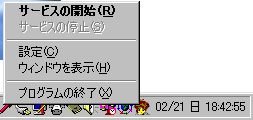 サービスの開始(R)
サービスの停止(S)
設定(C)
ウィンドウを表示(H)
プログラムの終了(X)
02/21 日 18:42:55